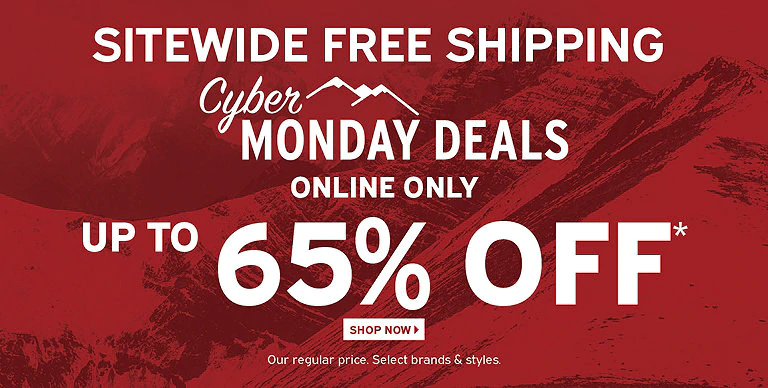 SITEWIDE FREE SHIPPING
Cyber
MONDAY DEALS
ONLINE ONLY
UP TO 65% OFF*
SHOP NOW
Our regular price. Select brands & styles.